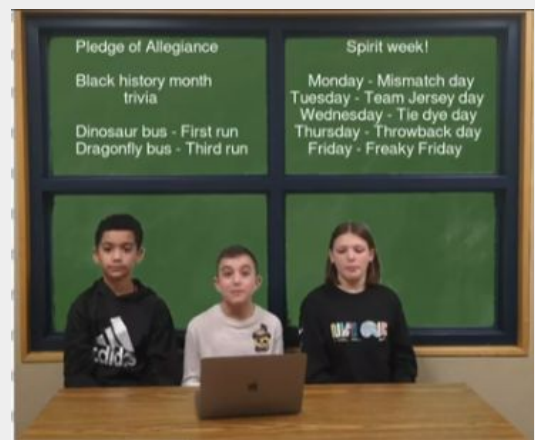 Pledge of Allegiance
Black history month
trivia
Dinosaur bus - First run
Dragonfly bus - Third run
Spirit week!
Monday - Mismatch day
Tuesday - Team Jersey day
Wednesday - Tie dye day
Thursday - Throwback day
Friday - Freaky Friday
adidas